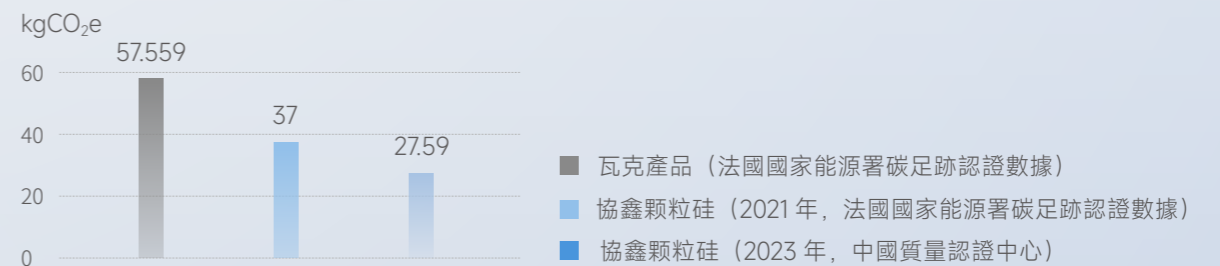 kgCO₂e
57.559
60
37
40
27.59
20
0
瓦克產品（法國國家能源署碳足跡認證數據）
協鑫颗粒硅（2021 年，法國國家能源署碳足跡認證數據）
協鑫颗粒硅（2023 年，中國質量認證中心）